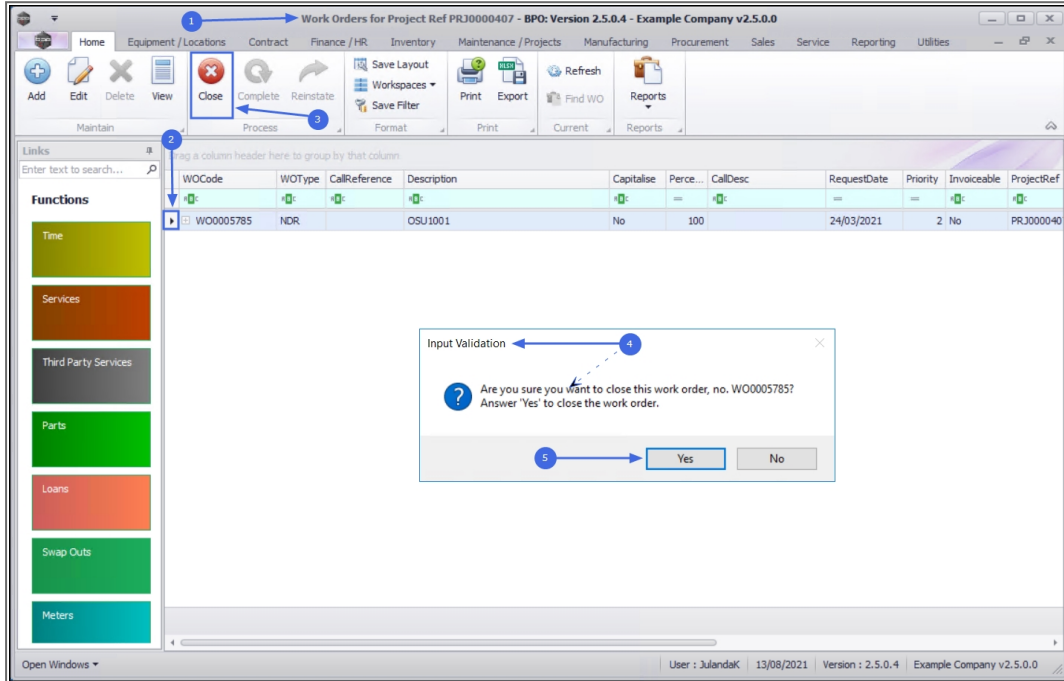 1
Work Orders for Project Ref PRJ0000407 - BPO: Version 2.5.0.4 - Example Company v2.5.0.0
Home Equipment / Locations Contract Finance / HR Inventory Maintenance / Projects Manufacturing Procurement Sales Service Reporting Utilities
Add Edit Delete View
Close Complete Reinstate
Save Layout
Workspaces
Save Filter
Print Export
Refresh
Find WO
Reports
3
Maintain Process Format Print Current Reports
2
Links
Enter text to search...
Drag a column header here to group by that column
WOCode WOType CallReference Description Capitalise Perce... CallDesc RequestDate Priority Invoiceable ProjectRef
WO0005785 NDR OSU1001 No 100 24/03/2021 2 No PRJ000040
Functions
Time
Services
Third Party Services
Parts
Loans
Swap Outs
Meters
Input Validation
4
Are you sure you want to close this work order, no. WO0005785?
Answer 'Yes' to close the work order.
5
Yes No
Open Windows
User : JulandaK 13/08/2021 Version : 2.5.0.4 Example Company v2.5.0.0